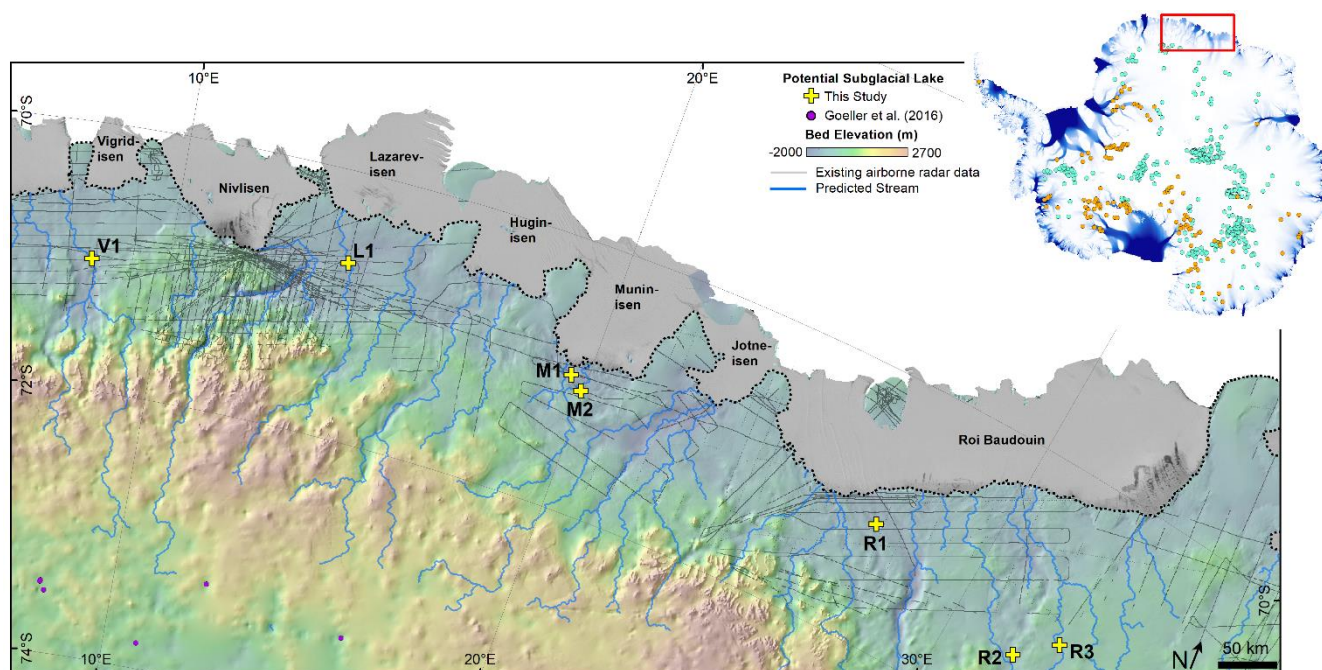 10°E
20°E
70°S
Potential Subglacial Lake
This Study
Goeller et al. (2016)
Bed Elevation (m)
-2000
2700
Existing airborne radar data
Predicted Stream
Vigrid-
isen
Nivlisen
Lazarev-
isen
Hugin-
isen
Munin-
isen
Jotne-
isen
Roi Baudouin
V1
L1
M1
M2
R1
R2
R3
72°S
74°S
10°E
20°E
30°E
70°S
N
50 km